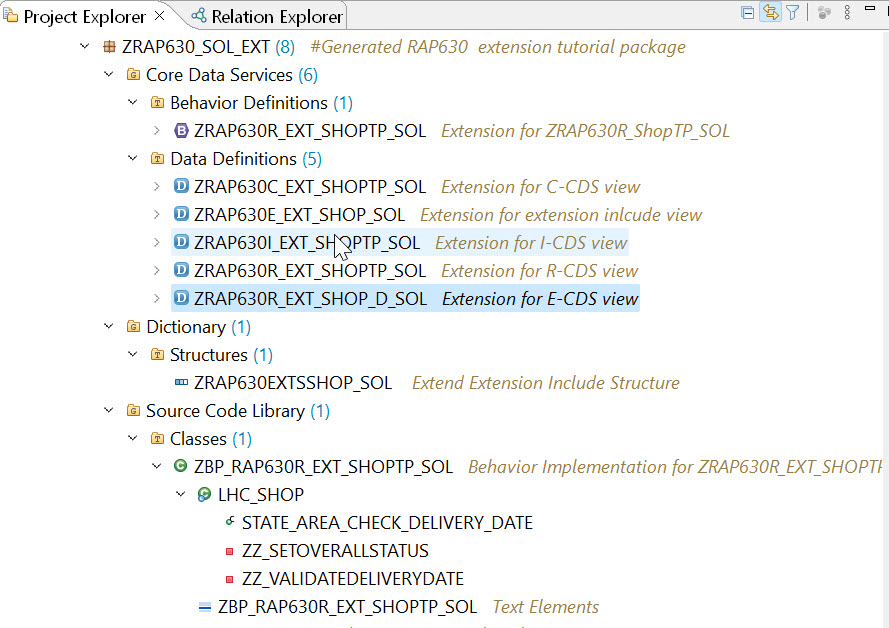 Project Explorer Relation Explorer
ZRAP630_SOL_EXT (8) #Generated RAP630 extension tutorial package
Core Data Services (6)
Behavior Definitions (1)
ZRAP630R_EXT_SHOPTP_SOL Extension for ZRAP630R_ShopTP_SOL
Data Definitions (5)
ZRAP630C_EXT_SHOPTP_SOL Extension for C-CDS view
ZRAP630E_EXT_SHOP_SOL Extension for extension inlcude view
ZRAP630I_EXT_SHOPTP_SOL Extension for I-CDS view
ZRAP630R_EXT_SHOPTP_SOL Extension for R-CDS view
ZRAP630R_EXT_SHOP_D_SOL Extension for E-CDS view
Dictionary (1)
Structures (1)
ZRAP630EXTSSHOP_SOL Extend Extension Include Structure
Source Code Library (1)
Classes (1)
ZBP_RAP630R_EXT_SHOPTP_SOL Behavior Implementation for ZRAP630R_EXT_SHOPTP
LHC_SHOP
STATE_AREA_CHECK_DELIVERY_DATE
ZZ_SETOVERALLSTATUS
ZZ_VALIDATEDELIVERYDATE
ZBP_RAP630R_EXT_SHOPTP_SOL Text Elements